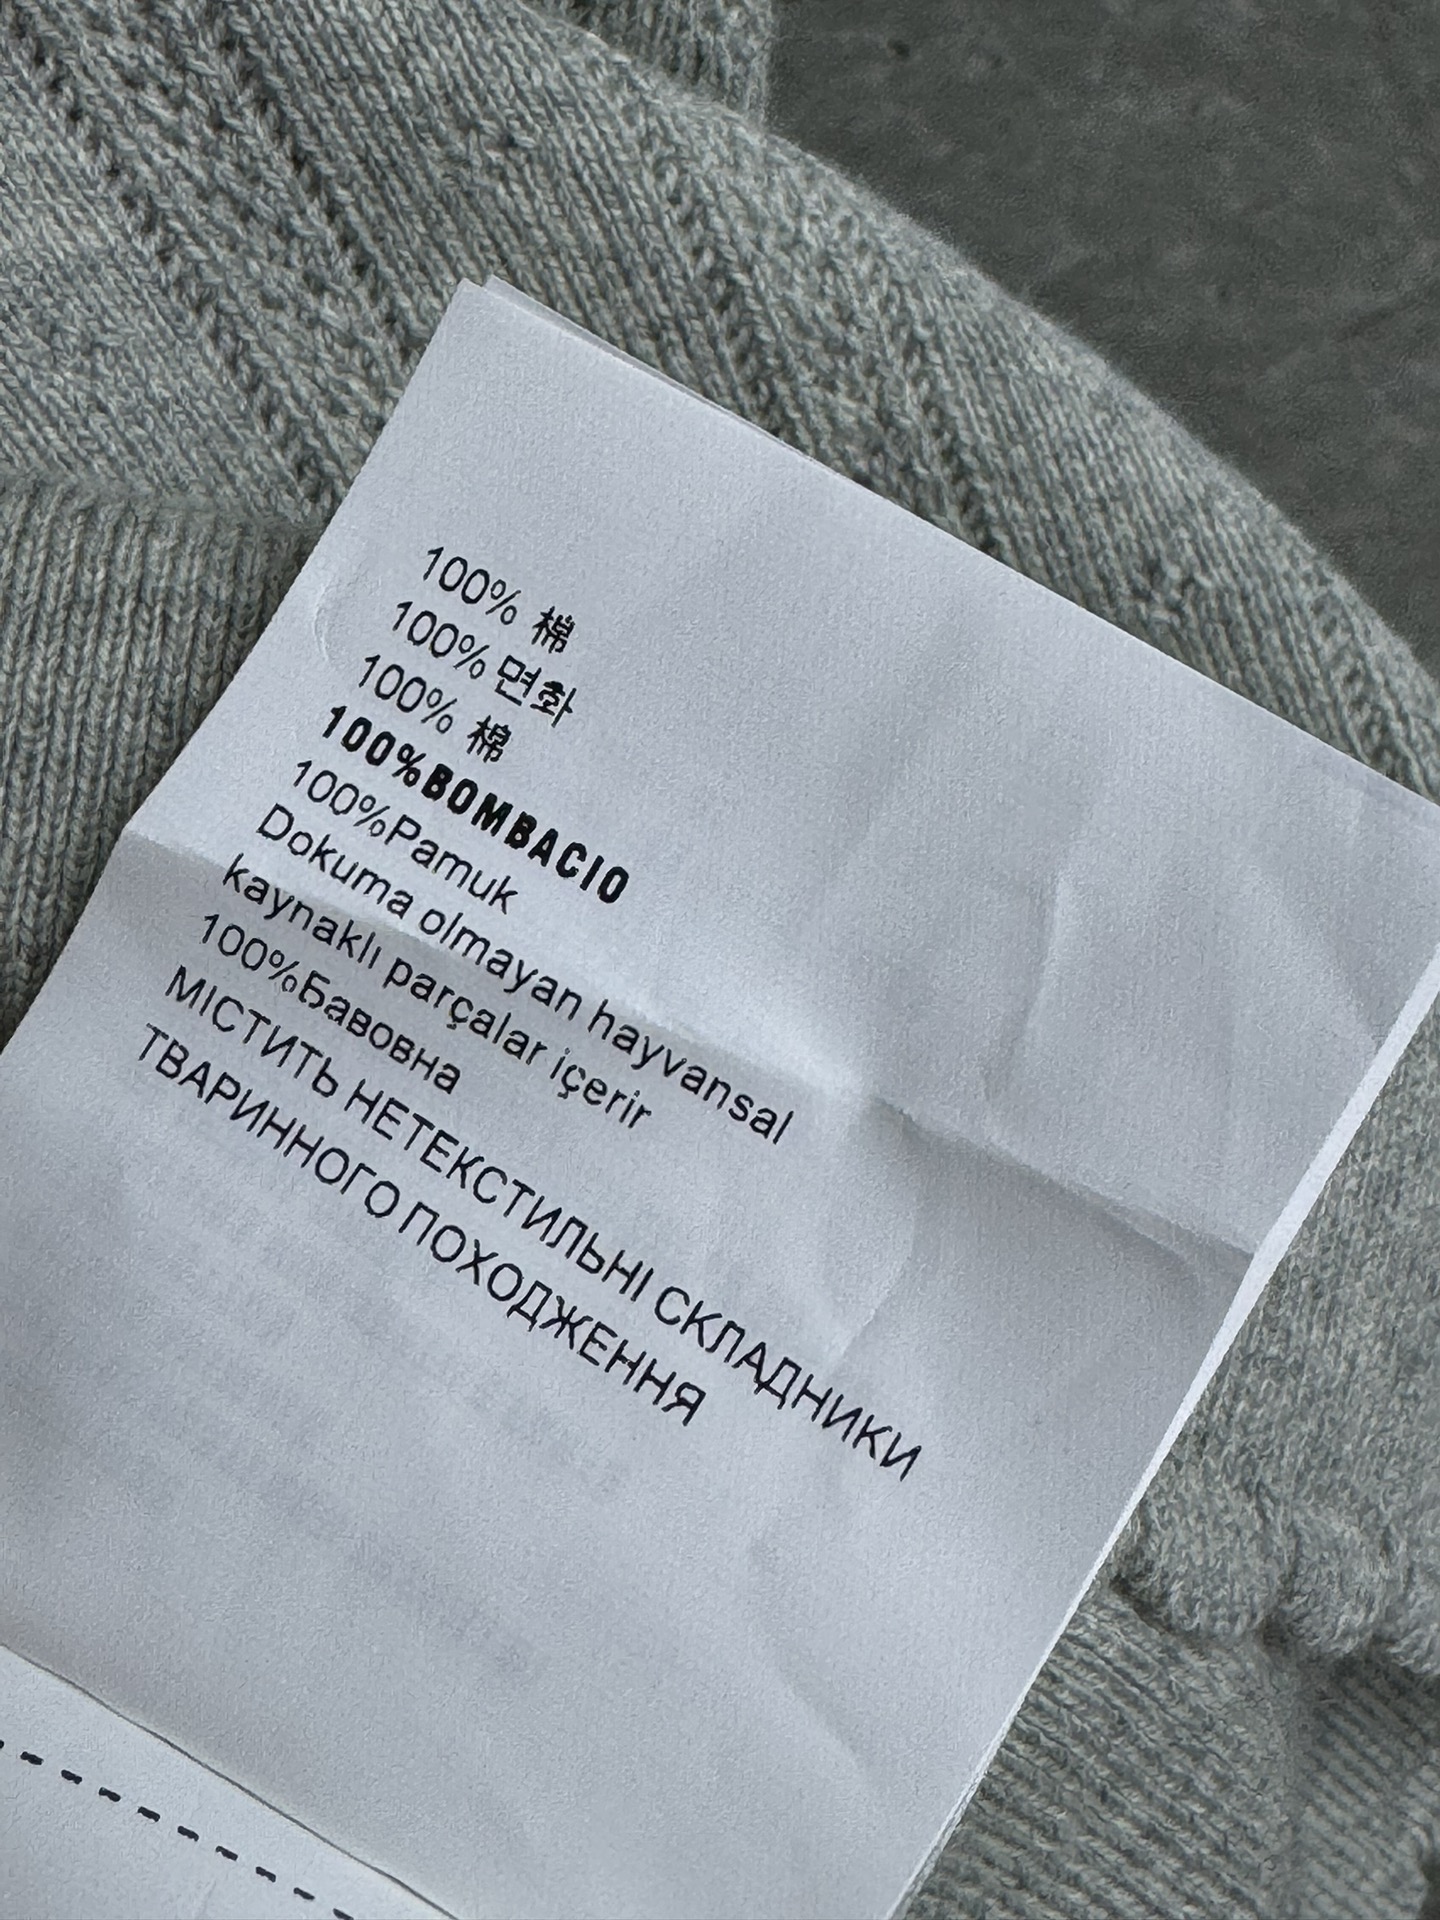 100% 棉
100% 면화
100% 棉
100%BOMBACIO
100%Pamuk
Dokuma olmayan hayvansal
kaynaklı parçalar içerir
100%Бавовна
МІСТИТЬ НЕТЕКСТИЛЬНІ СКЛАДНИКИ
ТВАРИННОГО ПОХОДЖЕННЯ